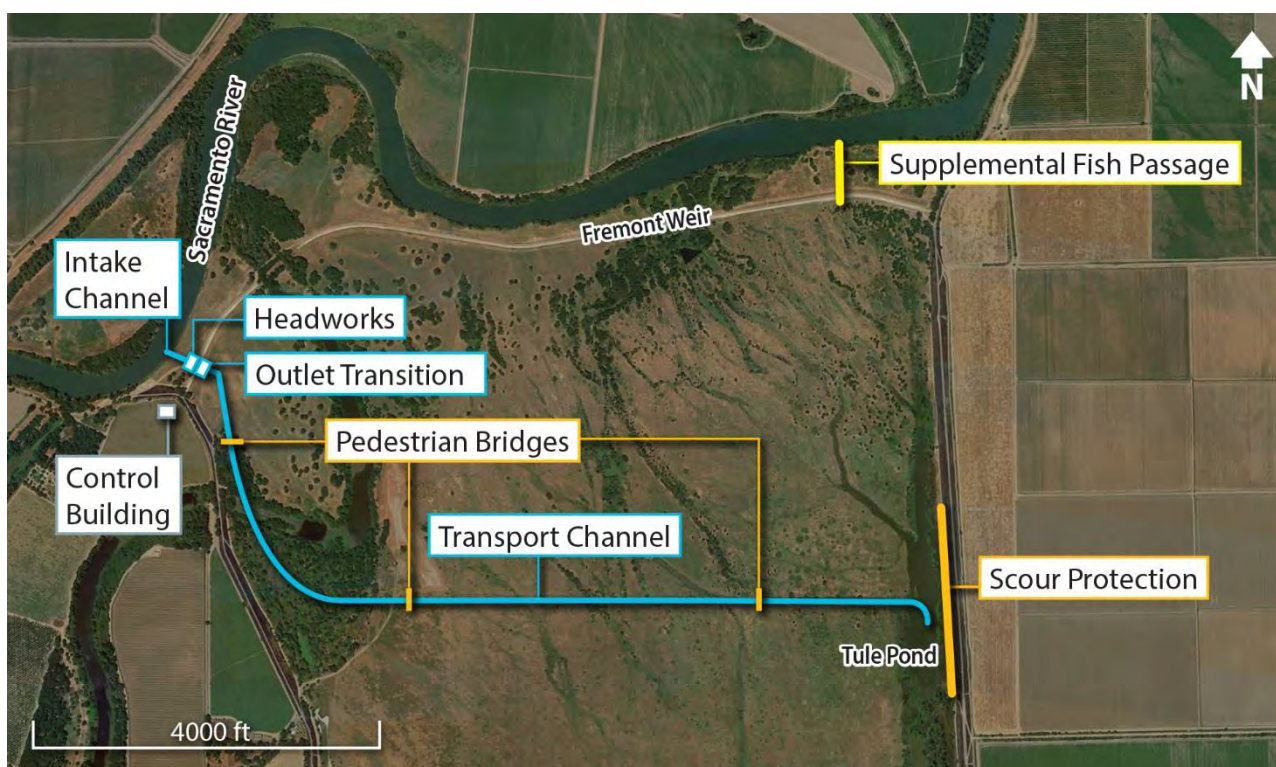 N
Sacramento River
Supplemental Fish Passage
Fremont Weir
Intake
Channel
Headworks
Outlet Transition
Pedestrian Bridges
Control
Building
Transport Channel
Scour Protection
Tule Pond
4000 ft